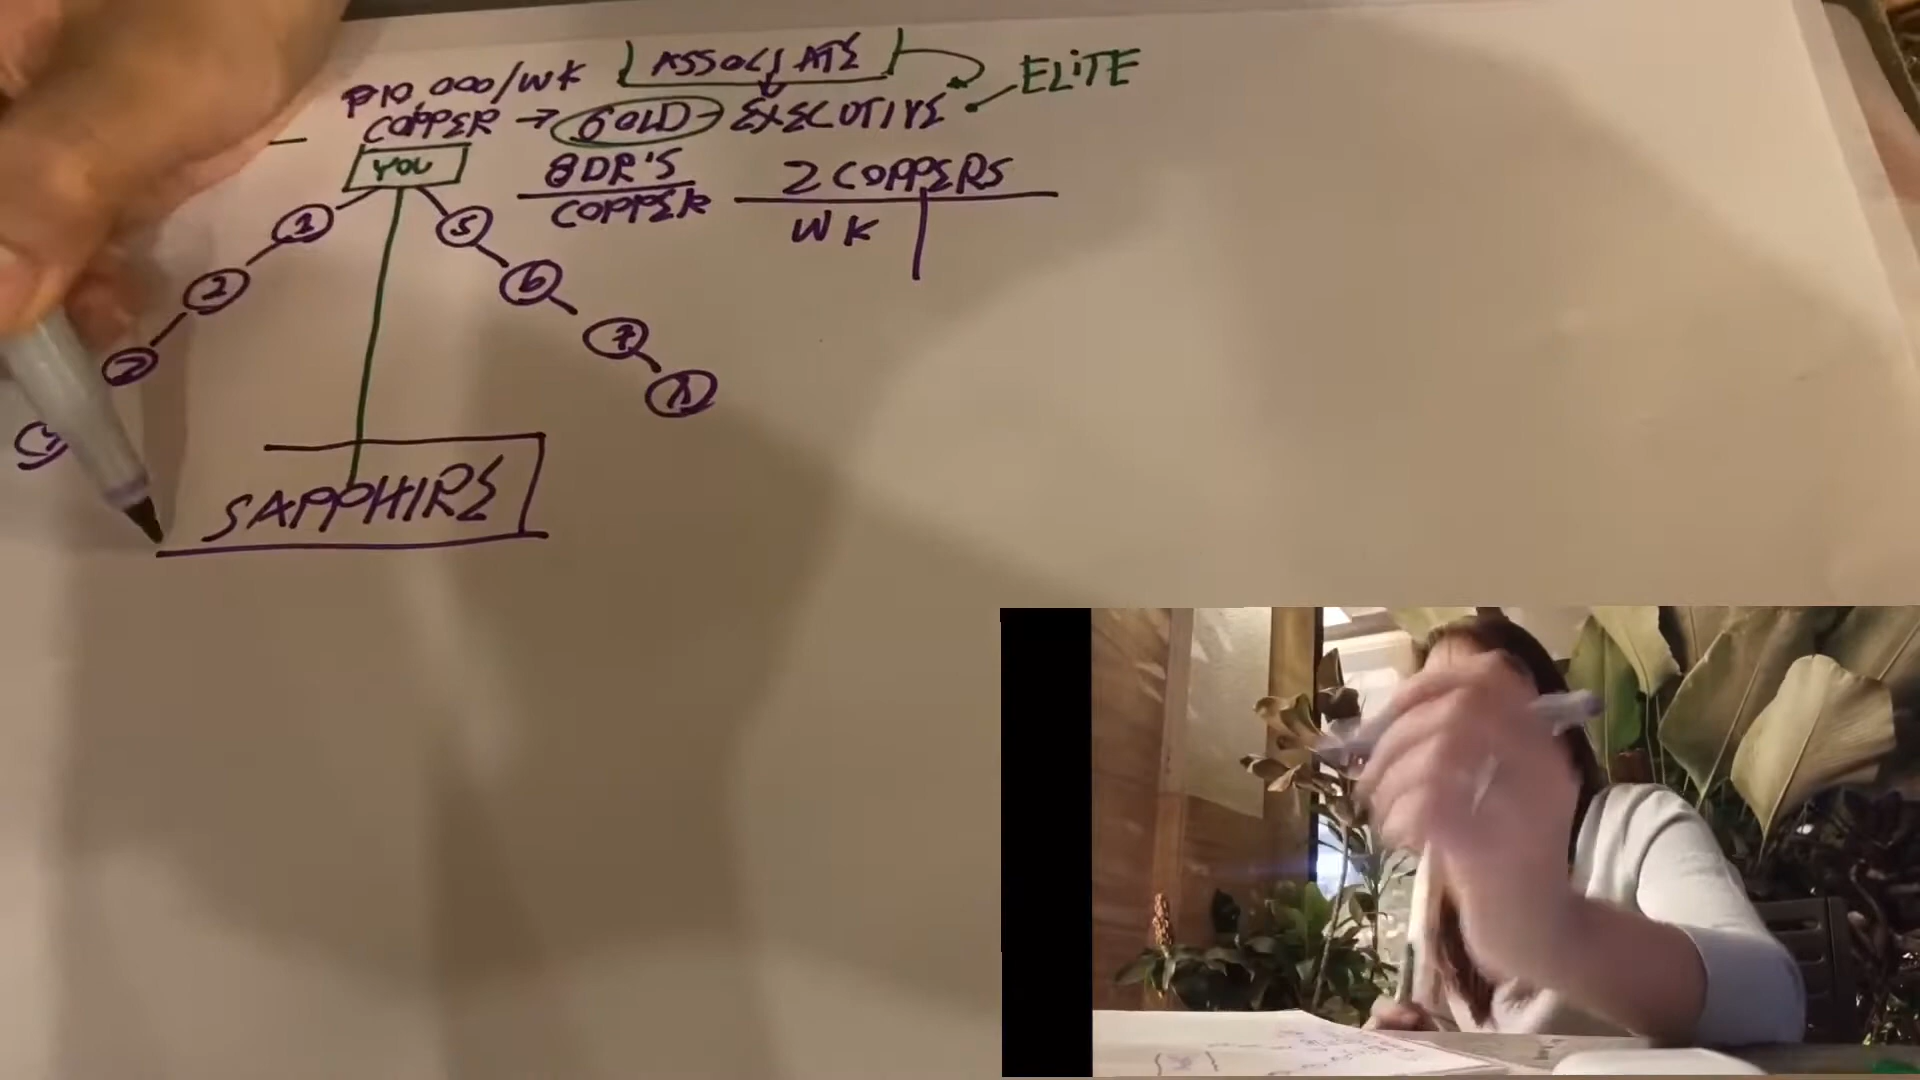 ASSOCIATE
ELITE
₱10,000/WK
COPPER → GOLD - EXECUTIVE
YOU
8DR'S
2 COPPERS
COPPER
WK
1
5
2
6
7
8
SAPPHIRE